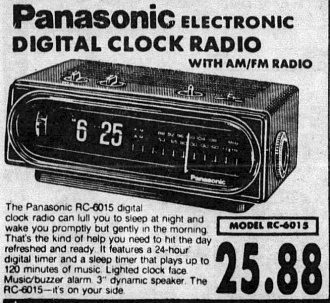 Panasonic ELECTRONIC
DIGITAL CLOCK RADIO
WITH AM/FM RADIO
6 25
Panasonic
The Panasonic RC-6015 digital
clock radio can lull you to sleep at night and
wake you promptly but gently in the morning.
That's the kind of help you need to hit the day
refreshed and ready. It features a 24-hour
digital timer and a sleep timer that plays up to
120 minutes of music. Lighted clock face.
Music/buzzer alarm. 3" dynamic speaker. The
RC-6015—it's on your side.
MODEL RC-6015
25.88